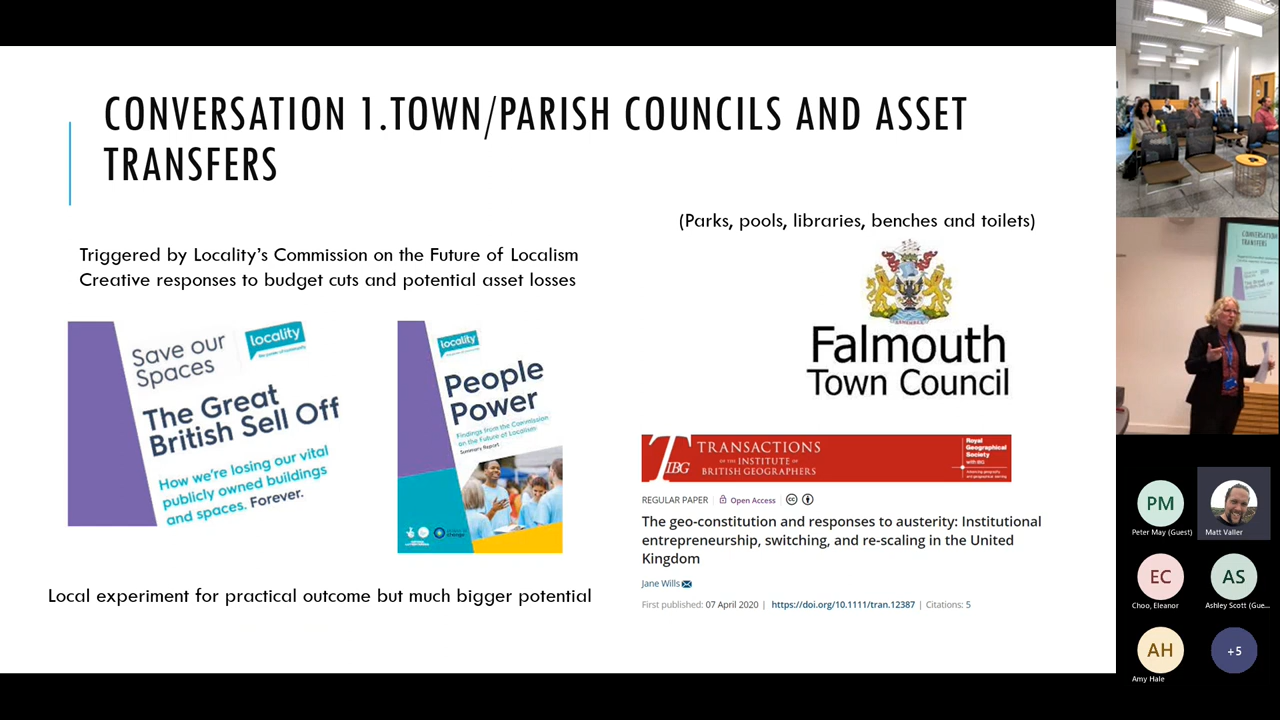 CONVERSATION 1.TOWN/PARISH COUNCILS AND ASSET
TRANSFERS
(Parks, pools, libraries, benches and toilets)
Triggered by Locality’s Commission on the Future of Localism
Creative responses to budget cuts and potential asset losses
Save our
Spaces
locality
The Great
British Sell Off
How we're losing our vital
publicly owned buildings
and spaces. Forever.
locality
People
Power
Findings from the Commission
on the Future of Localism
Summary Report
Falmouth
Town Council
TIBG
TRANSACTIONS
OF THE INSTITUTE OF
BRITISH GEOGRAPHERS
Royal
Geographical
Society
with IBG
REGULAR PAPER
Open Access
The geo-constitution and responses to austerity: Institutional
entrepreneurship, switching, and re-scaling in the United
Kingdom
Jane Wills
First published: 07 April 2020 | https://doi.org/10.1111/tran.12387 | Citations: 5
Local experiment for practical outcome but much bigger potential
PM
Peter May (Guest)
Matt Valler
EC
Choo, Eleanor
AS
Ashley Scott (Gue...
AH
Amy Hale
+5